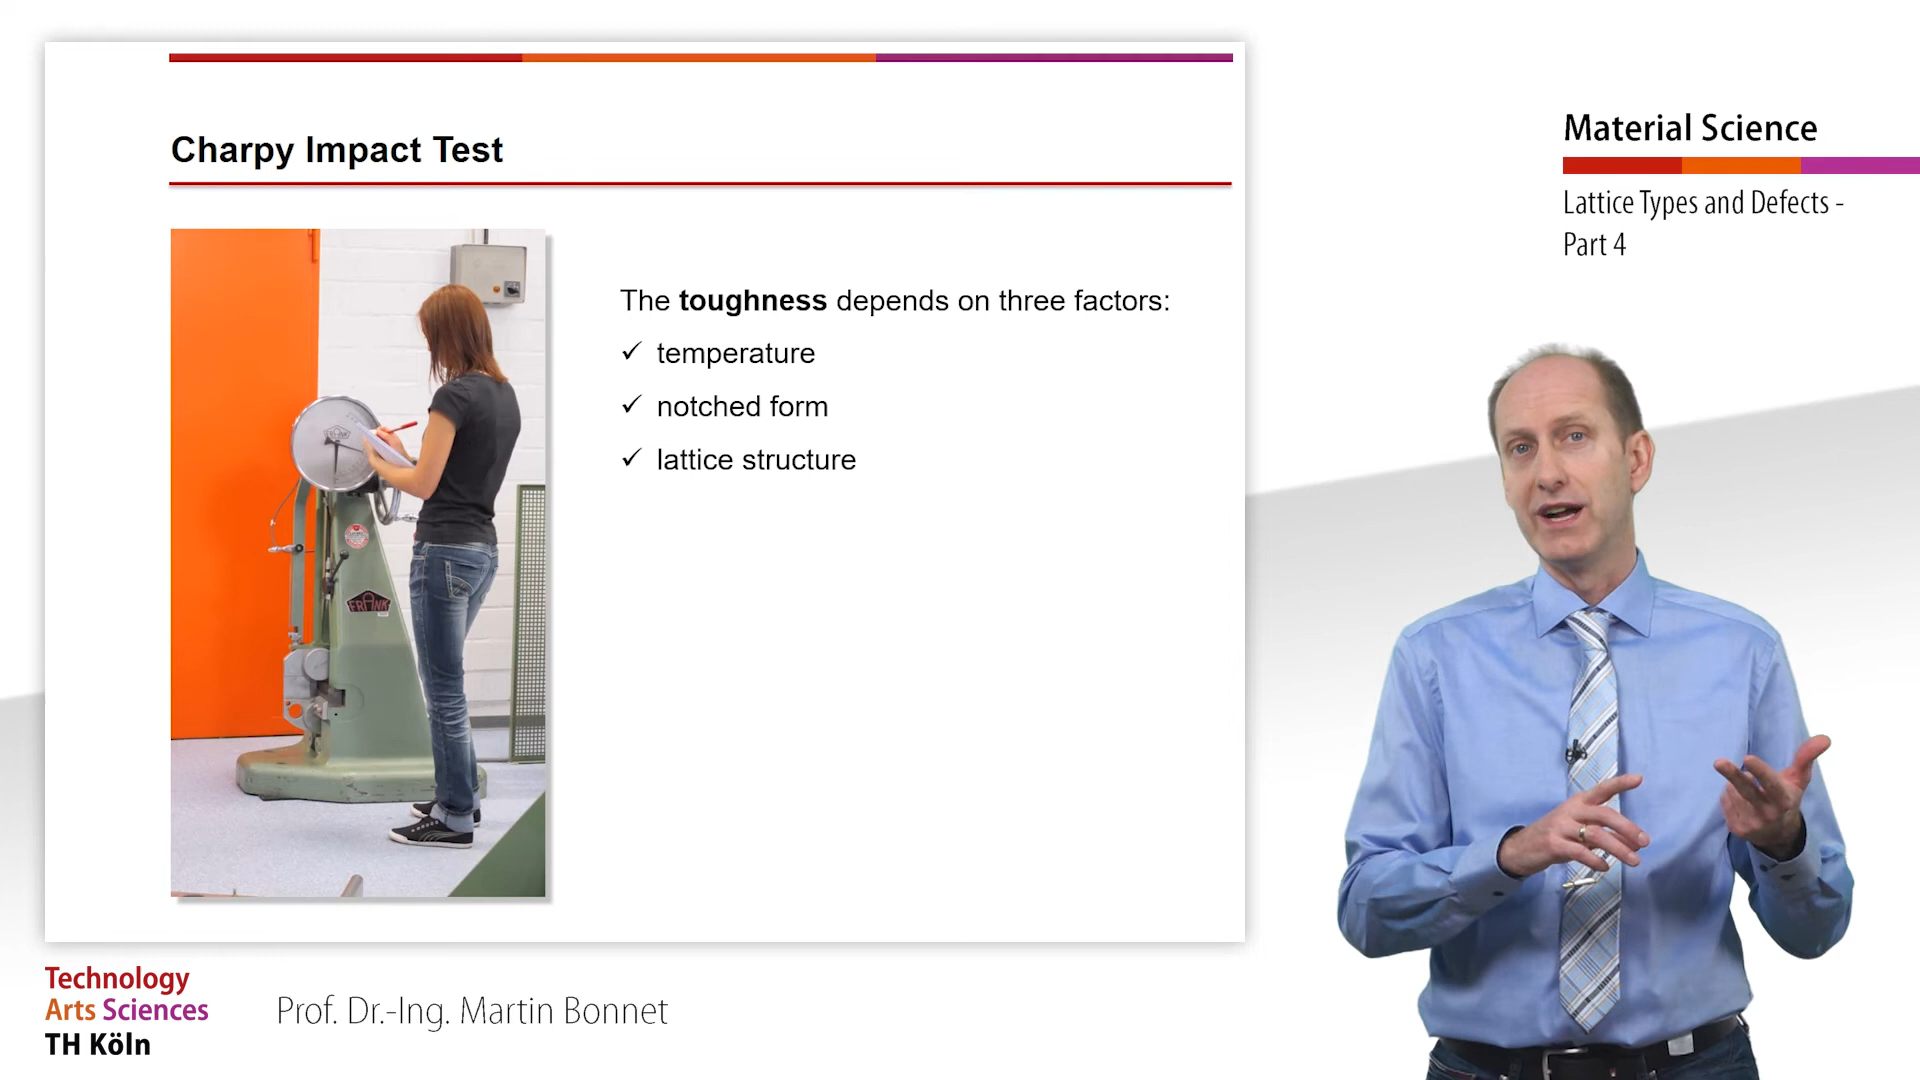 Charpy Impact Test
The toughness depends on three factors:
✓ temperature
✓ notched form
✓ lattice structure
FRANK
Material Science
Lattice Types and Defects -
Part 4
Technology
Arts Sciences
TH Köln
Prof. Dr.-Ing. Martin Bonnet